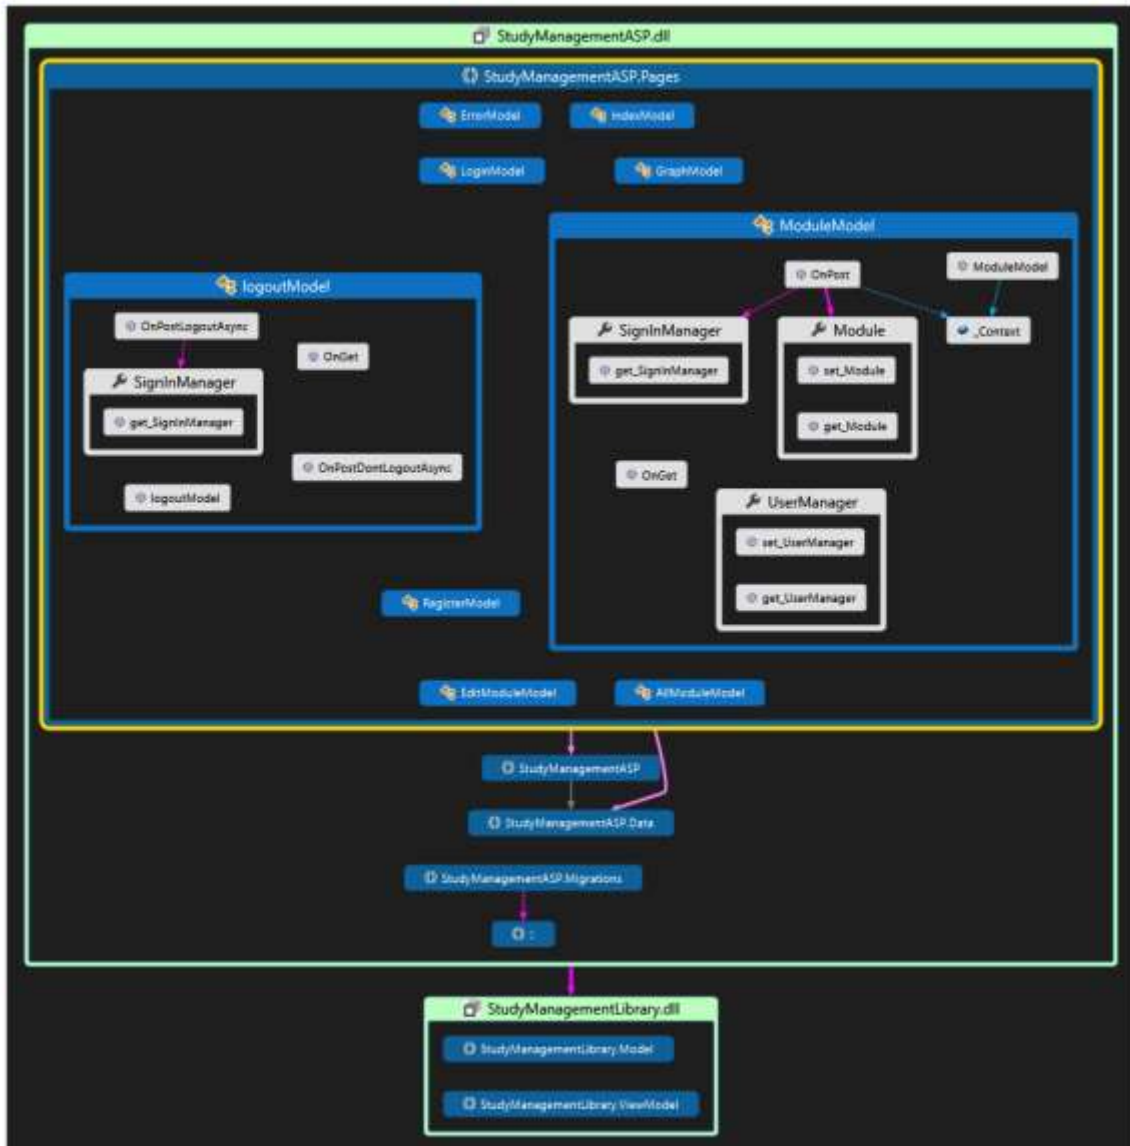 StudyManagementASP.dll
StudyManagementASP.Pages
ErrorModel
IndexModel
LoginModel
GraphModel
ModuleModel
OnPost
ModuleModel
SignInManager
get_SignInManager
Module
set_Module
get_Module
_Context
OnGet
UserManager
set_UserManager
get_UserManager
logoutModel
OnPostLogoutAsync
OnGet
SignInManager
get_SignInManager
OnPostDontLogoutAsync
logoutModel
RegisterModel
EditModuleModel
AllModuleModel
StudyManagementASP
StudyManagementASP.Data
StudyManagementASP.Migrations
:
StudyManagementLibrary.dll
StudyManagementLibrary.Model
StudyManagementLibrary.ViewModel